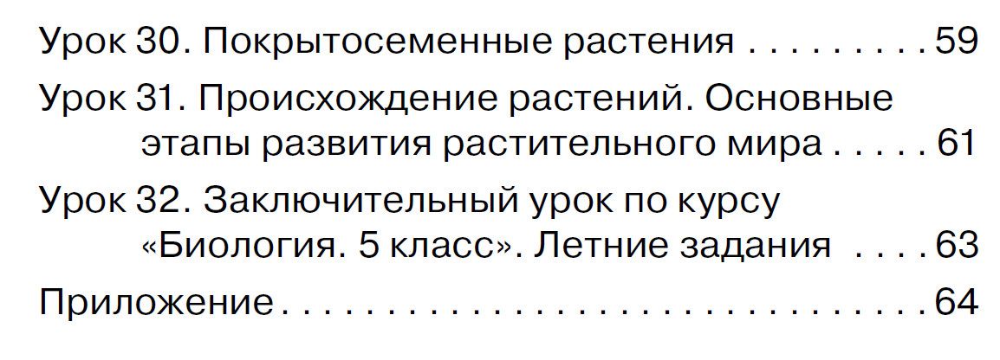 Урок 30. Покрытосеменные растения . . . . . . . . . 59
Урок 31. Происхождение растений. Основные
этапы развития растительного мира . . . . . 61
Урок 32. Заключительный урок по курсу
«Биология. 5 класс». Летние задания . . . . 63
Приложение . . . . . . . . . . . . . . . . . . . . . . . . . . . . . . 64